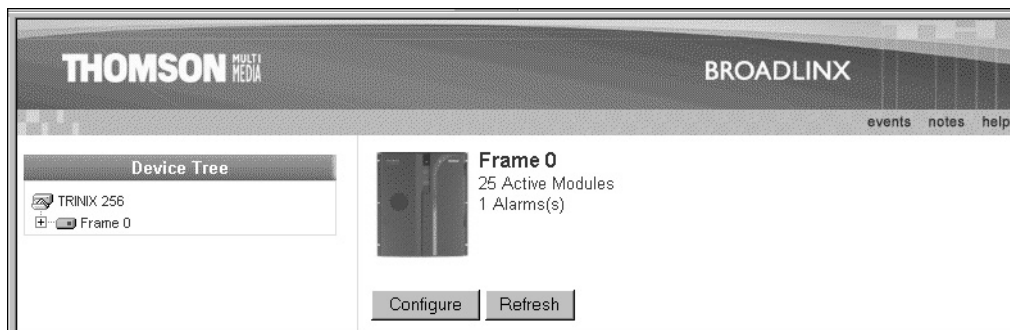 THOMSON MULTI MEDIA
BROADLINX
events notes help
Device Tree
TRINIX 256
Frame 0
Frame 0
25 Active Modules
1 Alarms(s)
Configure Refresh